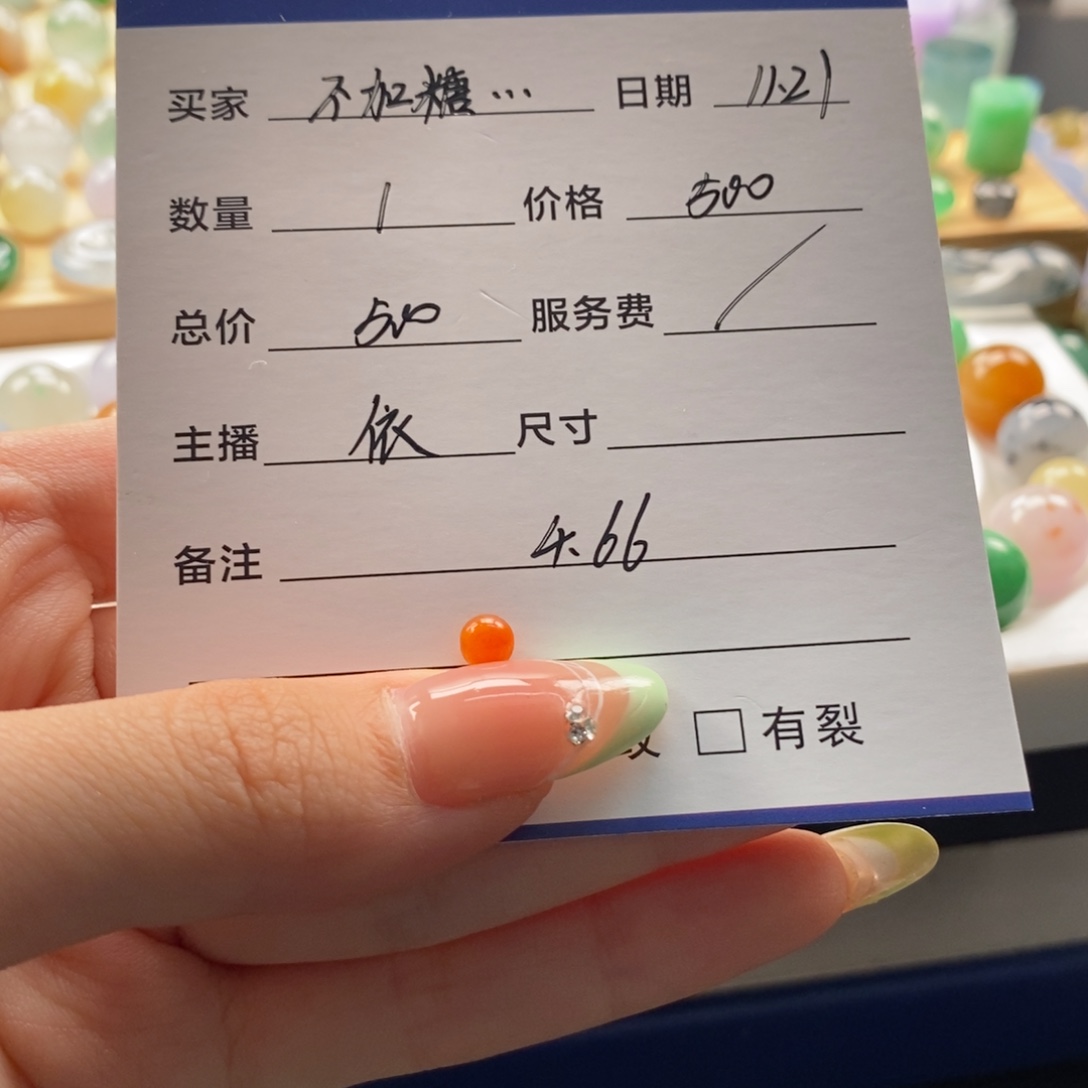 买家 不加糖… 日期 11.21
数量 1 价格 500
总价 500 服务费 /
主播 依 尺寸
备注 4.66
纹 □ 有裂